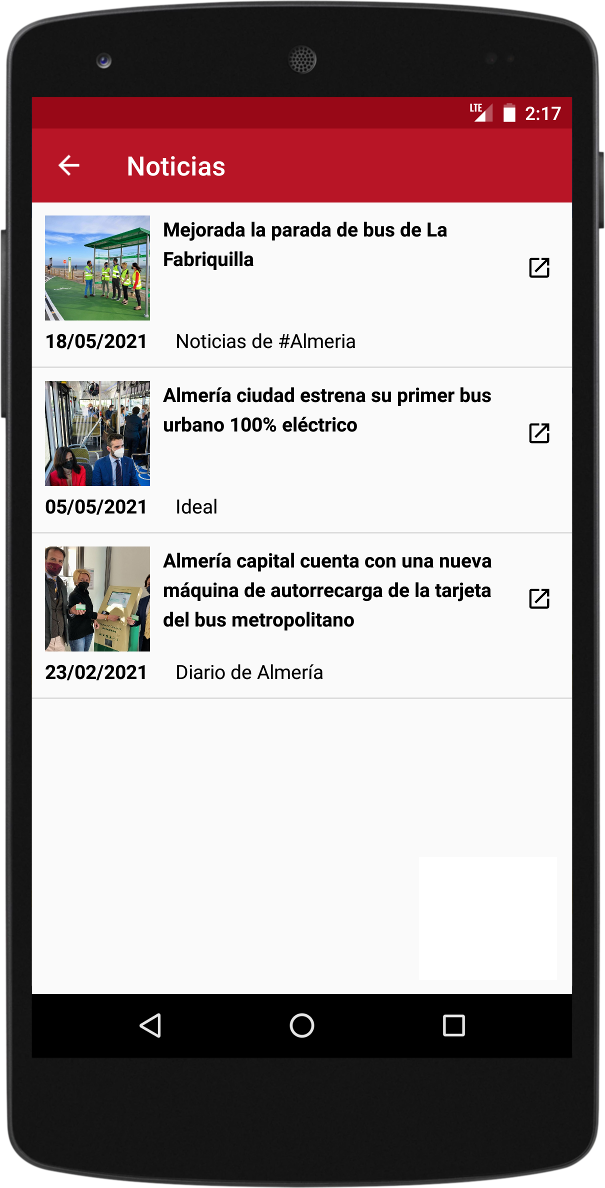 LTE 2:17
Noticias
Mejorada la parada de bus de La
Fabriquilla
18/05/2021 Noticias de #Almeria
Almería ciudad estrena su primer bus
urbano 100% eléctrico
05/05/2021 Ideal
Almería capital cuenta con una nueva
máquina de autorrecarga de la tarjeta
del bus metropolitano
23/02/2021 Diario de Almería